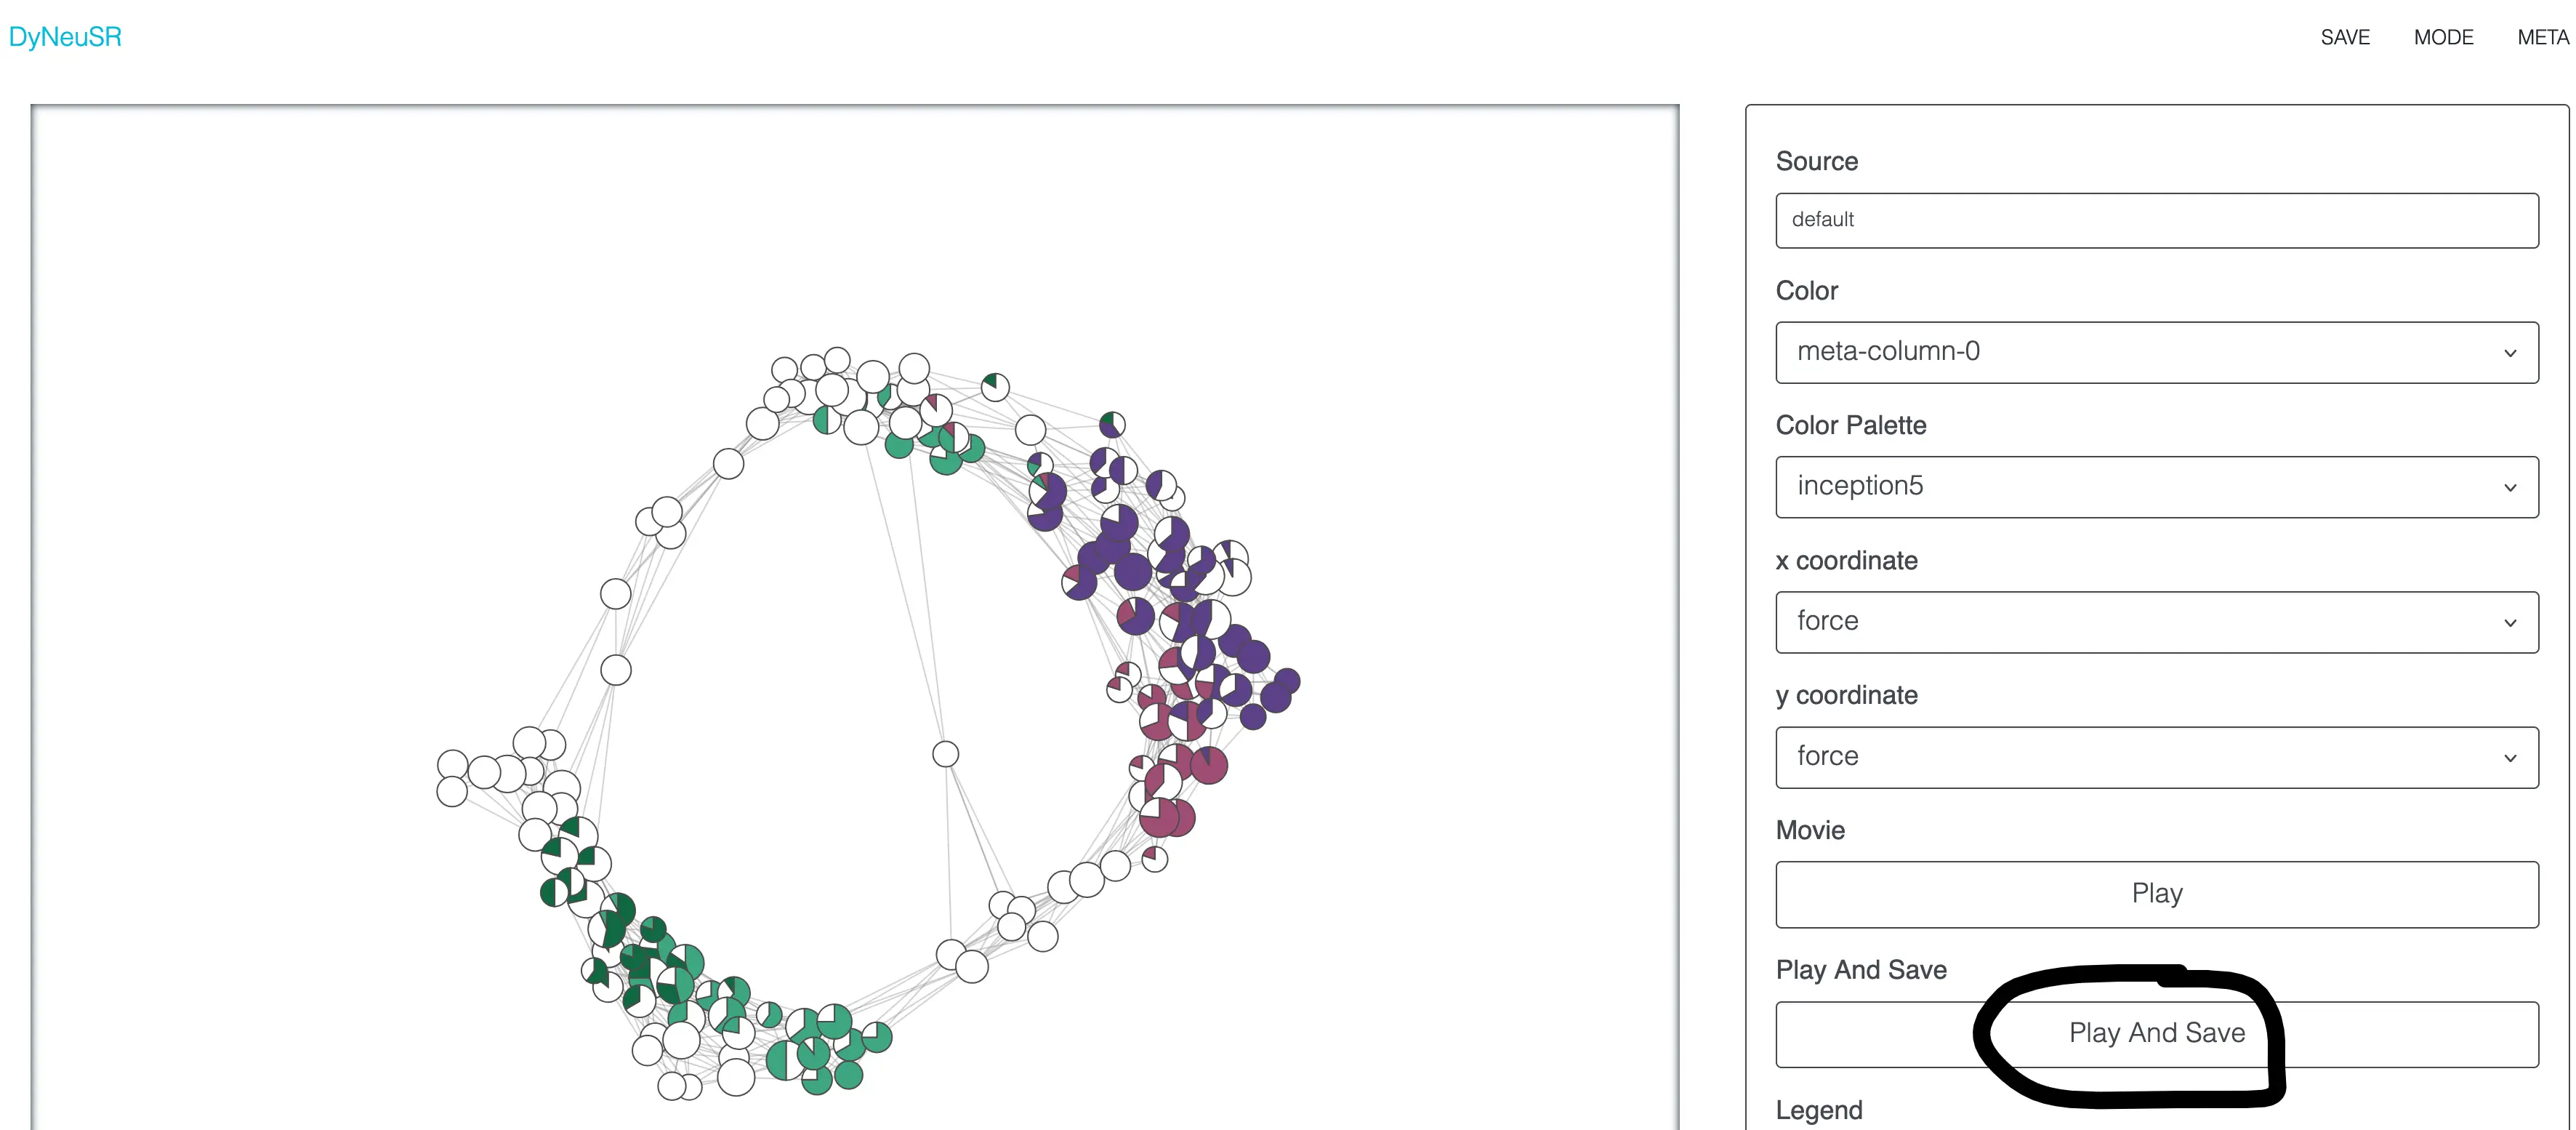 DyNeuSR
SAVE MODE META
Source
default
Color
meta-column-0
Color Palette
inception5
x coordinate
force
y coordinate
force
Movie
Play
Play And Save
Play And Save
Legend